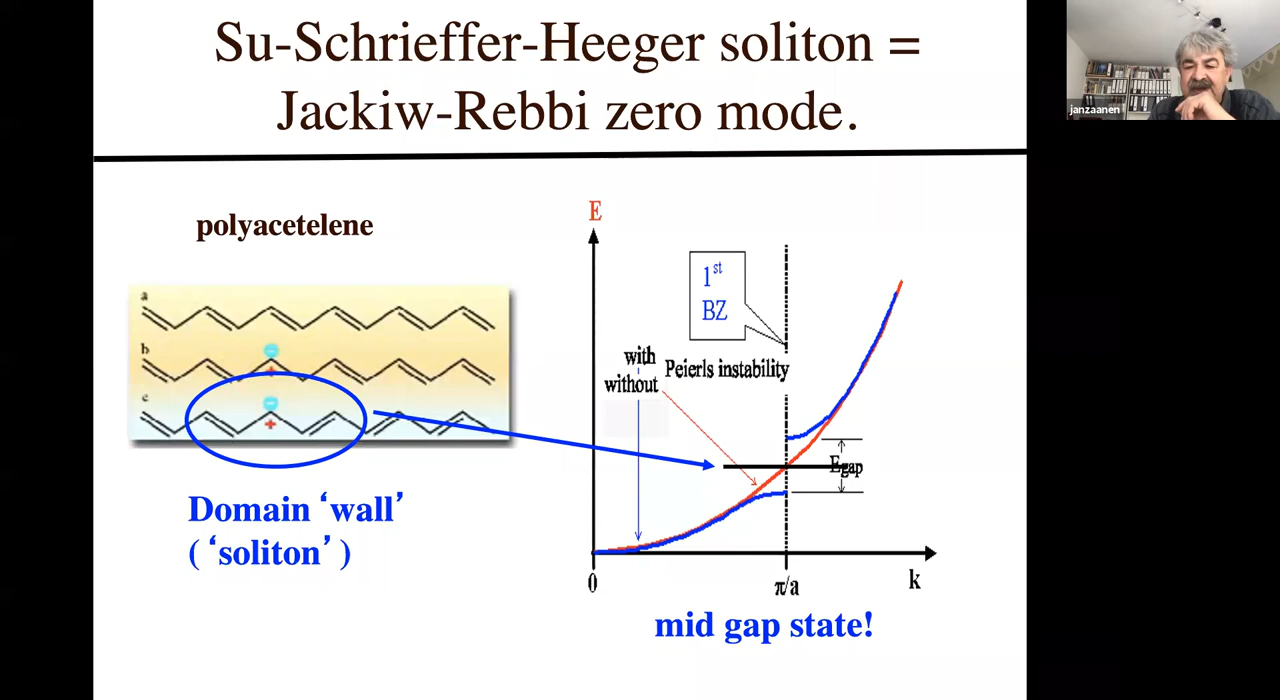 Su-Schrieffer-Heeger soliton =
Jackiw-Rebbi zero mode.
janzaanen
polyacetelene
a
b
c
Domain ‘wall’
(‘soliton’)
E
1st
BZ
with
without
Peierls instability
Egap
0
π/a
k
mid gap state!